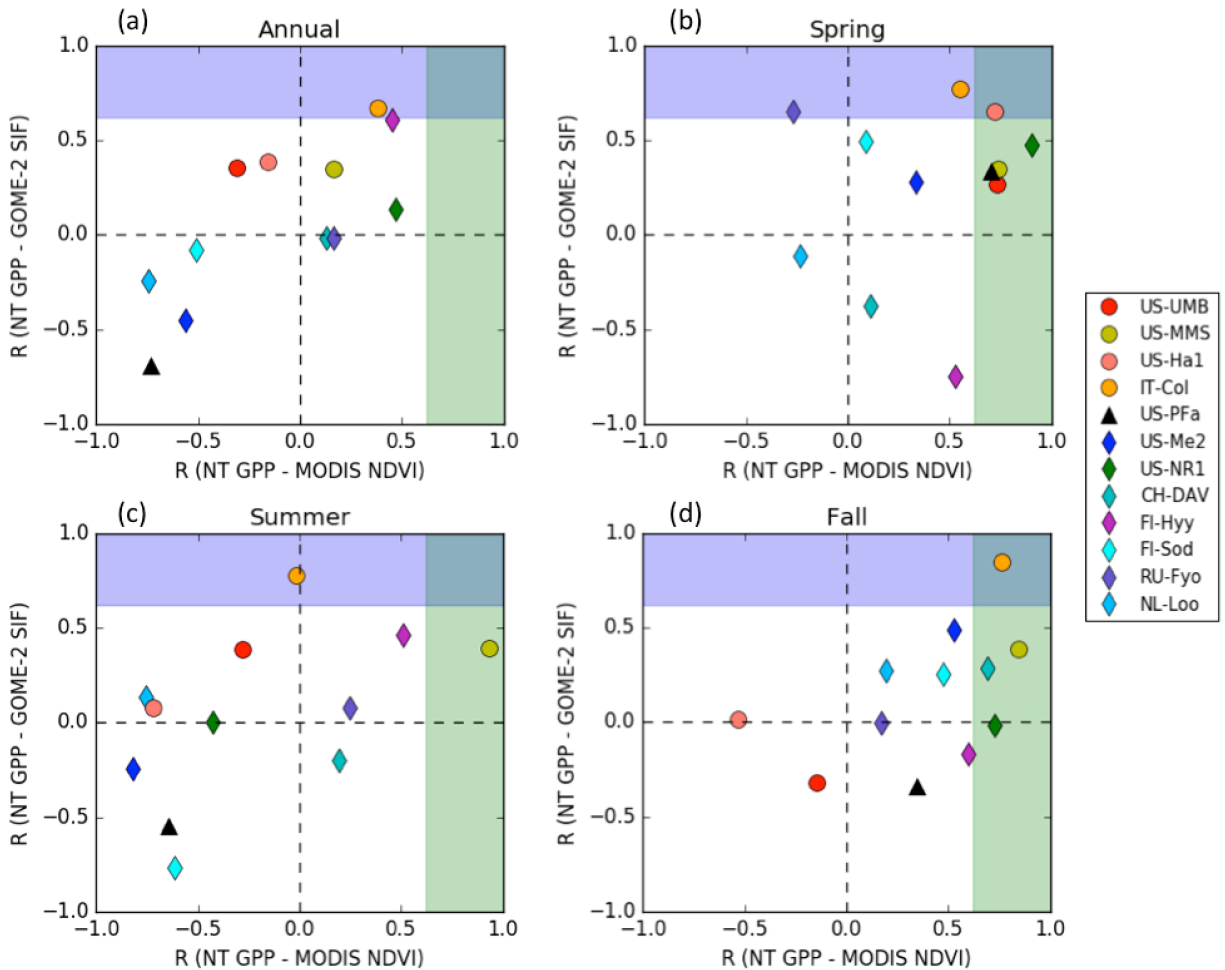 (a)
Annual
1.0
0.5
0.0
−0.5
−1.0
R (NT GPP - GOME-2 SIF)
−1.0 −0.5 0.0 0.5 1.0
R (NT GPP - MODIS NDVI)
(b)
Spring
1.0
0.5
0.0
−0.5
−1.0
R (NT GPP - GOME-2 SIF)
−1.0 −0.5 0.0 0.5 1.0
R (NT GPP - MODIS NDVI)
(c)
Summer
1.0
0.5
0.0
−0.5
−1.0
R (NT GPP - GOME-2 SIF)
−1.0 −0.5 0.0 0.5 1.0
R (NT GPP - MODIS NDVI)
(d)
Fall
1.0
0.5
0.0
−0.5
−1.0
R (NT GPP - GOME-2 SIF)
−1.0 −0.5 0.0 0.5 1.0
R (NT GPP - MODIS NDVI)
US-UMB
US-MMS
US-Ha1
IT-Col
US-PFa
US-Me2
US-NR1
CH-DAV
FI-Hyy
FI-Sod
RU-Fyo
NL-Loo